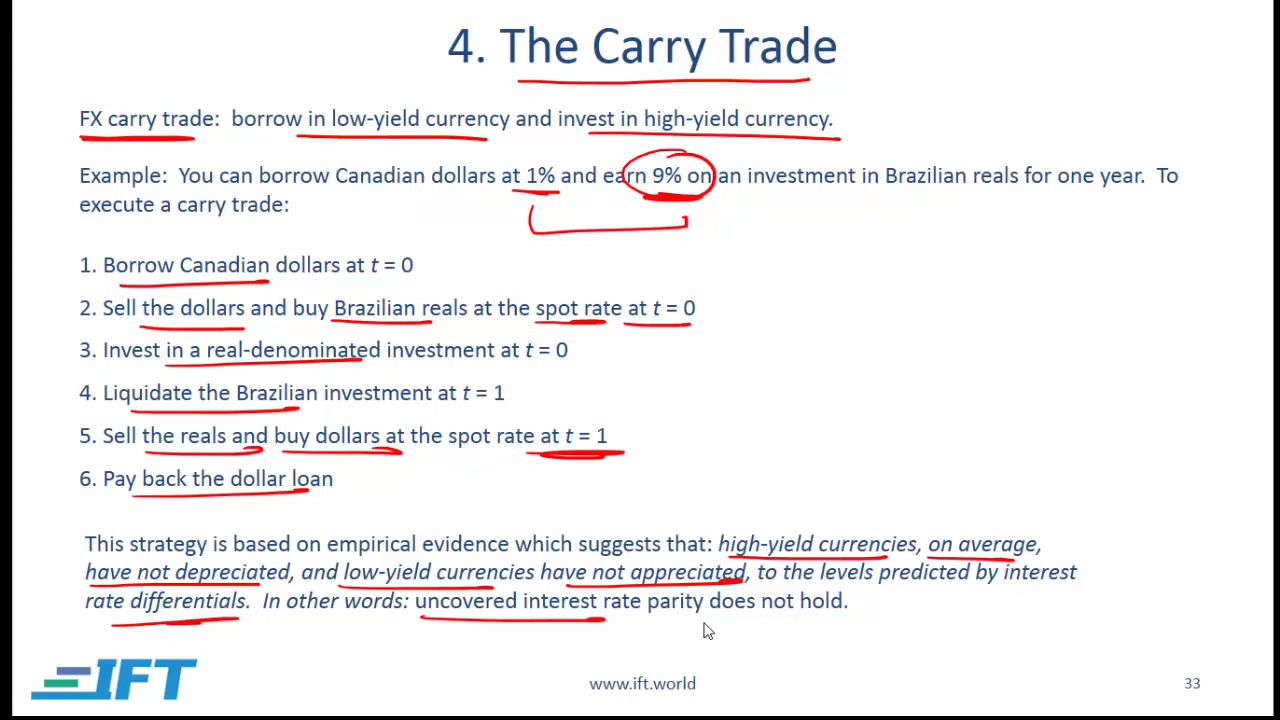 4. The Carry Trade
FX carry trade: borrow in low-yield currency and invest in high-yield currency.
Example: You can borrow Canadian dollars at 1% and earn 9% on an investment in Brazilian reals for one year. To
execute a carry trade:
1. Borrow Canadian dollars at t = 0
2. Sell the dollars and buy Brazilian reals at the spot rate at t = 0
3. Invest in a real-denominated investment at t = 0
4. Liquidate the Brazilian investment at t = 1
5. Sell the reals and buy dollars at the spot rate at t = 1
6. Pay back the dollar loan
This strategy is based on empirical evidence which suggests that: high-yield currencies, on average,
have not depreciated, and low-yield currencies have not appreciated, to the levels predicted by interest
rate differentials. In other words: uncovered interest rate parity does not hold.
IFT
www.ift.world
33